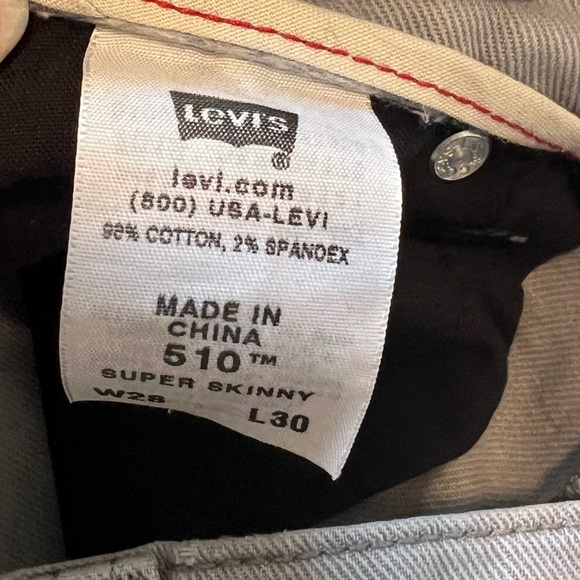 Levi's
®
levi.com
(800) USA-LEVI
98% COTTON, 2% SPANDEX
MADE IN
CHINA
510™
SUPER SKINNY
W28 L30